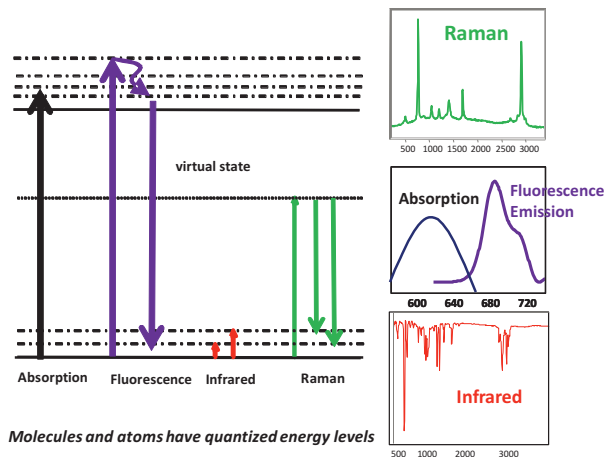 Raman
500 1000 1500 2000 2500 3000
virtual state
Absorption
Fluorescence
Emission
600 640 680 720
Absorption Fluorescence Infrared Raman
Infrared
500 1000 2000 3000
Molecules and atoms have quantized energy levels